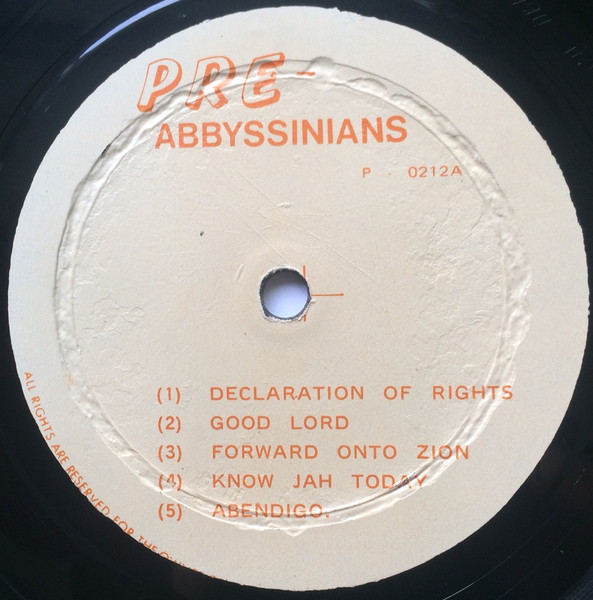 PRE-
ABBYSSINIANS
P 0212A
(1) DECLARATION OF RIGHTS
(2) GOOD LORD
(3) FORWARD ONTO ZION
(4) KNOW JAH TODAY
(5) ABENDIGO.
ALL RIGHTS ARE RESERVED FOR THE